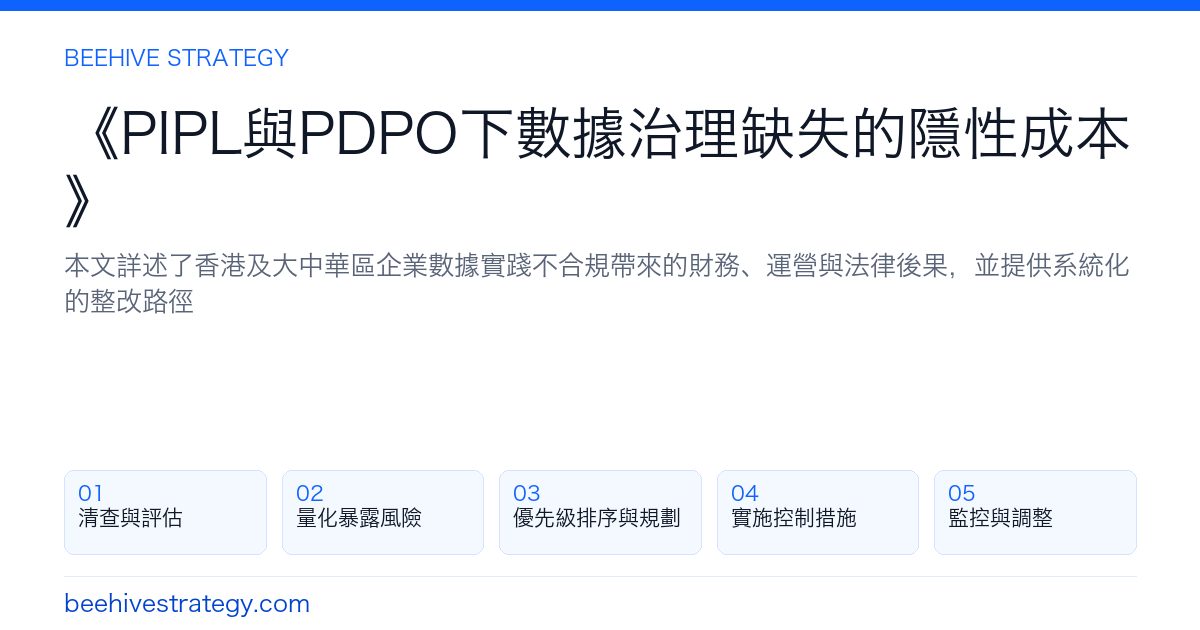 BEEHIVE STRATEGY
《PIPL與PDPO下數據治理缺失的隱性成本
》
本文詳述了香港及大中華區企業數據實踐不合規帶來的財務、運營與法律後果，並提供系統化
的整改路徑
01
清查與評估
02
量化暴露風險
03
優先級排序與規劃
04
實施控制措施
05
監控與調整
beehivestrategy.com